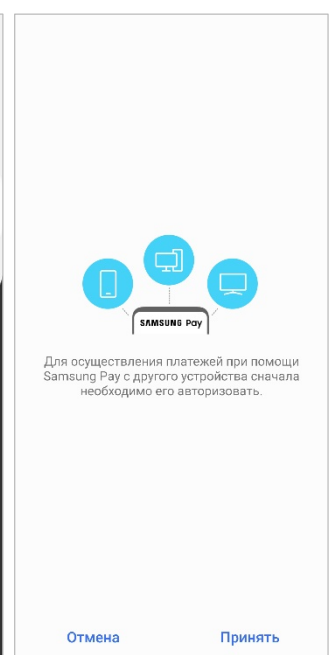 SAMSUNG Pay
Для осуществления платежей при помощи
Samsung Pay с другого устройства сначала
необходимо его авторизовать.
Отмена Принять